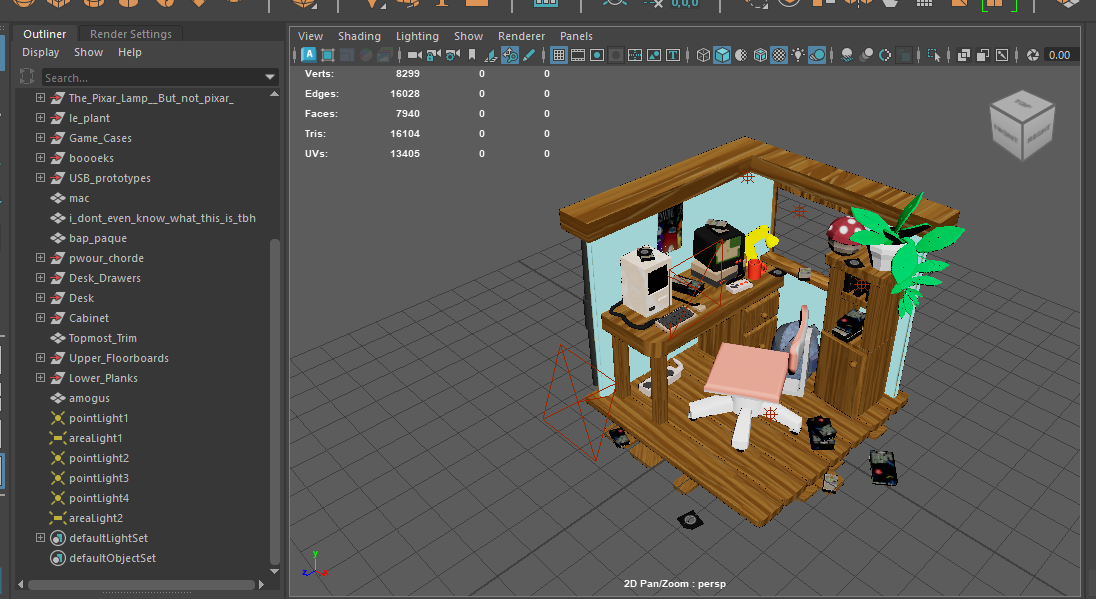 0,0,0
Outliner Render Settings
Display Show Help
Search...
The_Pixar_Lamp__But_not_pixar_
le_plant
Game_Cases
boooeks
USB_prototypes
mac
i_dont_even_know_what_this_is_tbh
bap_paque
pwour_chorde
Desk_Drawers
Desk
Cabinet
Topmost_Trim
Upper_Floorboards
Lower_Planks
amogus
pointLight1
areaLight1
pointLight2
pointLight3
pointLight4
areaLight2
defaultLightSet
defaultObjectSet
View Shading Lighting Show Renderer Panels
A T 0.00
Verts: 8299 0 0
Edges: 16028 0 0
Faces: 7940 0 0
Tris: 16104 0 0
UVs: 13405 0 0
y
z x
2D Pan/Zoom : persp